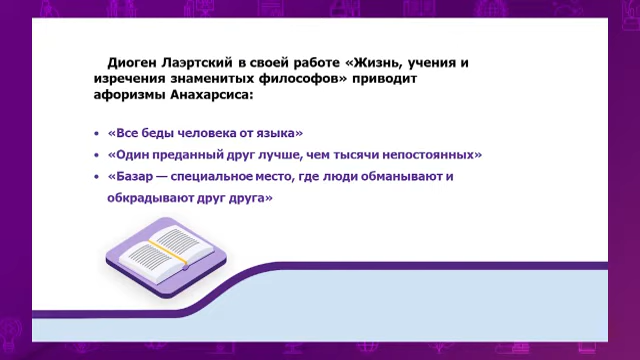 Диоген Лаэртский в своей работе «Жизнь, учения и
изречения знаменитых философов» приводит
афоризмы Анахарсиса:
• «Все беды человека от языка»
• «Один преданный друг лучше, чем тысячи непостоянных»
• «Базар — специальное место, где люди обманывают и
обкрадывают друг друга»